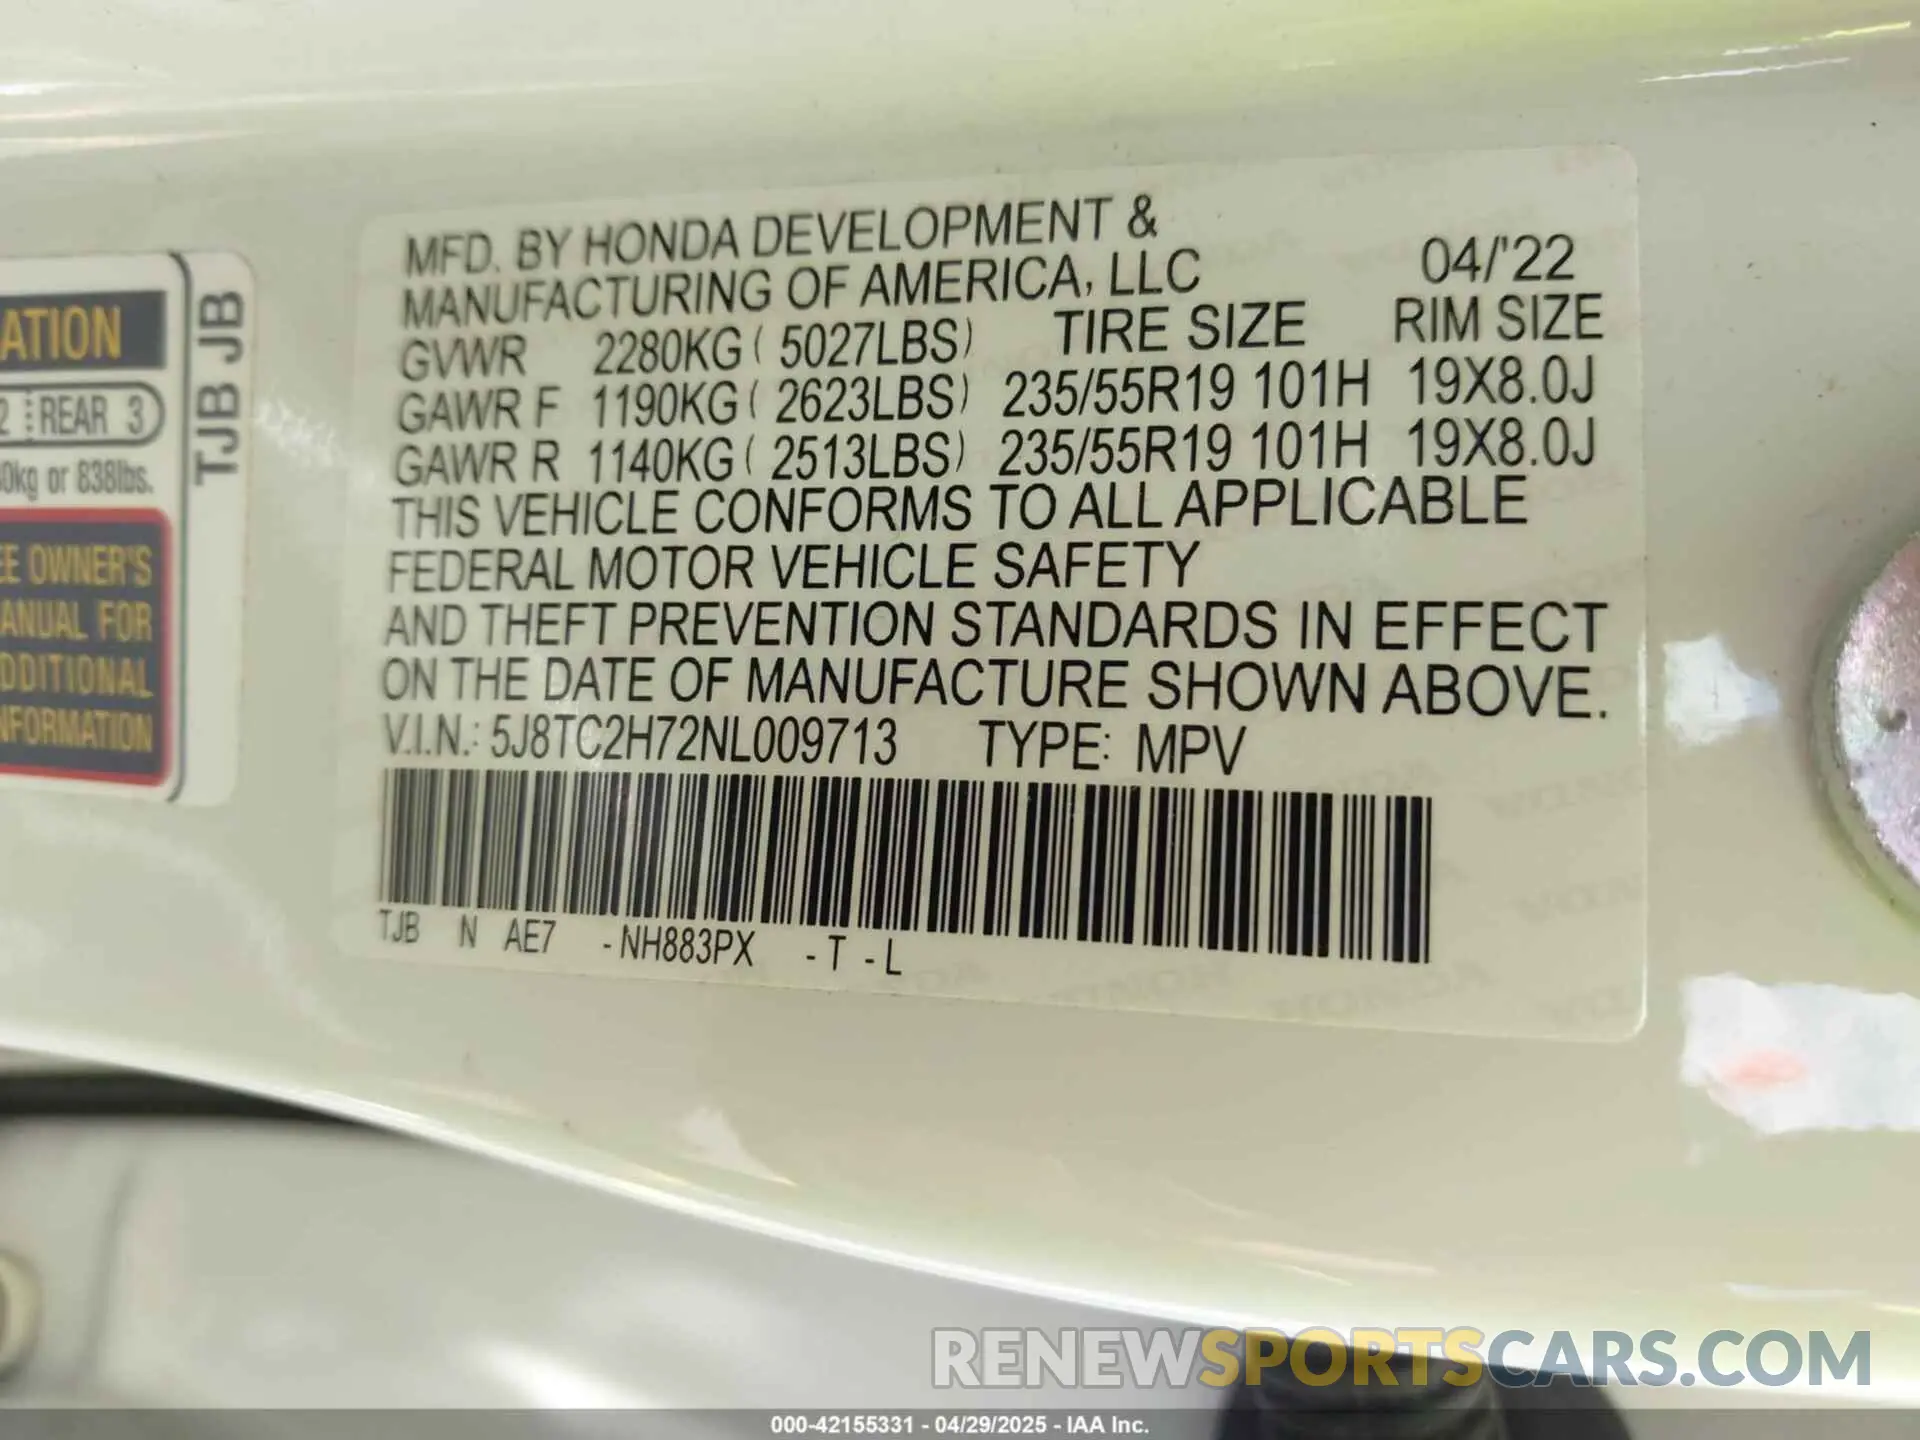 ATION
2 REAR 3
0kg or 838lbs.
EE OWNER'S
ANUAL FOR
DDITIONAL
NFORMATION
TJB JB
MFD. BY HONDA DEVELOPMENT &
MANUFACTURING OF AMERICA, LLC 04/'22
GVWR 2280KG ( 5027LBS) TIRE SIZE RIM SIZE
GAWR F 1190KG ( 2623LBS) 235/55R19 101H 19X8.0J
GAWR R 1140KG ( 2513LBS) 235/55R19 101H 19X8.0J
THIS VEHICLE CONFORMS TO ALL APPLICABLE
FEDERAL MOTOR VEHICLE SAFETY
AND THEFT PREVENTION STANDARDS IN EFFECT
ON THE DATE OF MANUFACTURE SHOWN ABOVE.
V.I.N.: 5J8TC2H72NL009713 TYPE: MPV
TJB N AE7 -NH883PX -T -L
RENEWSPORTSCARS.COM
000-42155331 - 04/29/2025 - IAA Inc.